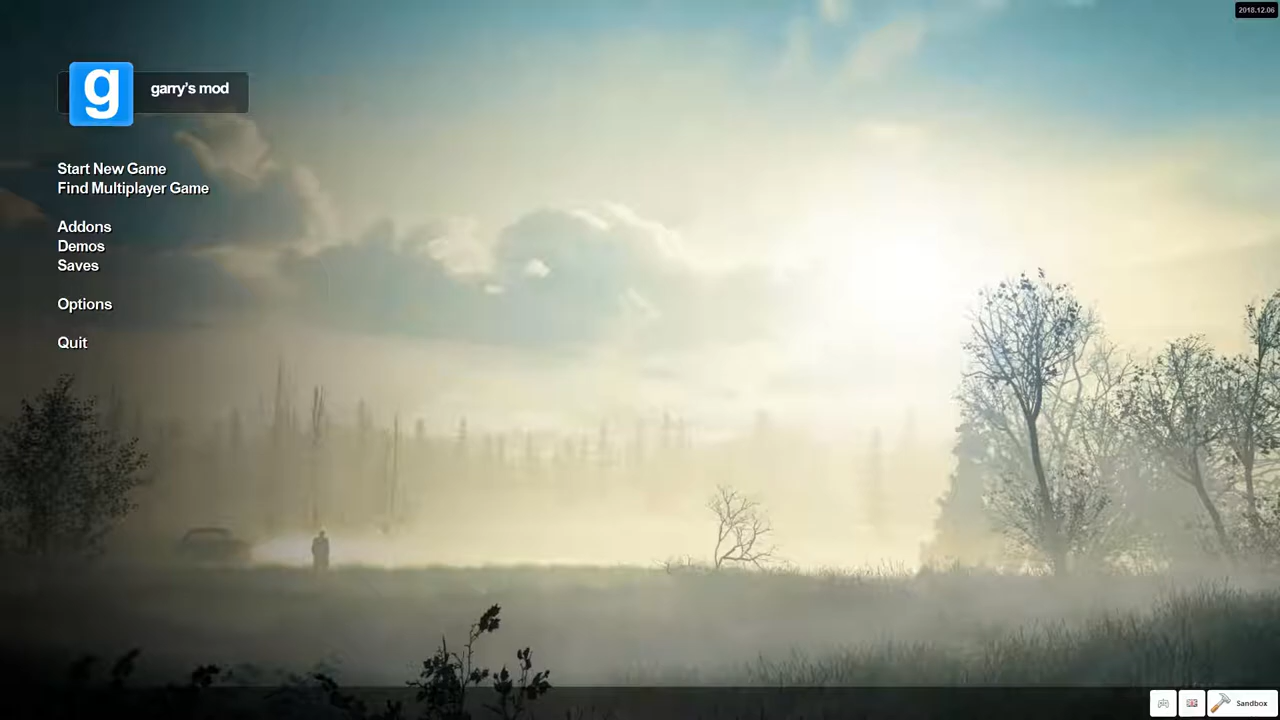 2018.12.06
g garry's mod
Start New Game
Find Multiplayer Game
Addons
Demos
Saves
Options
Quit
Sandbox